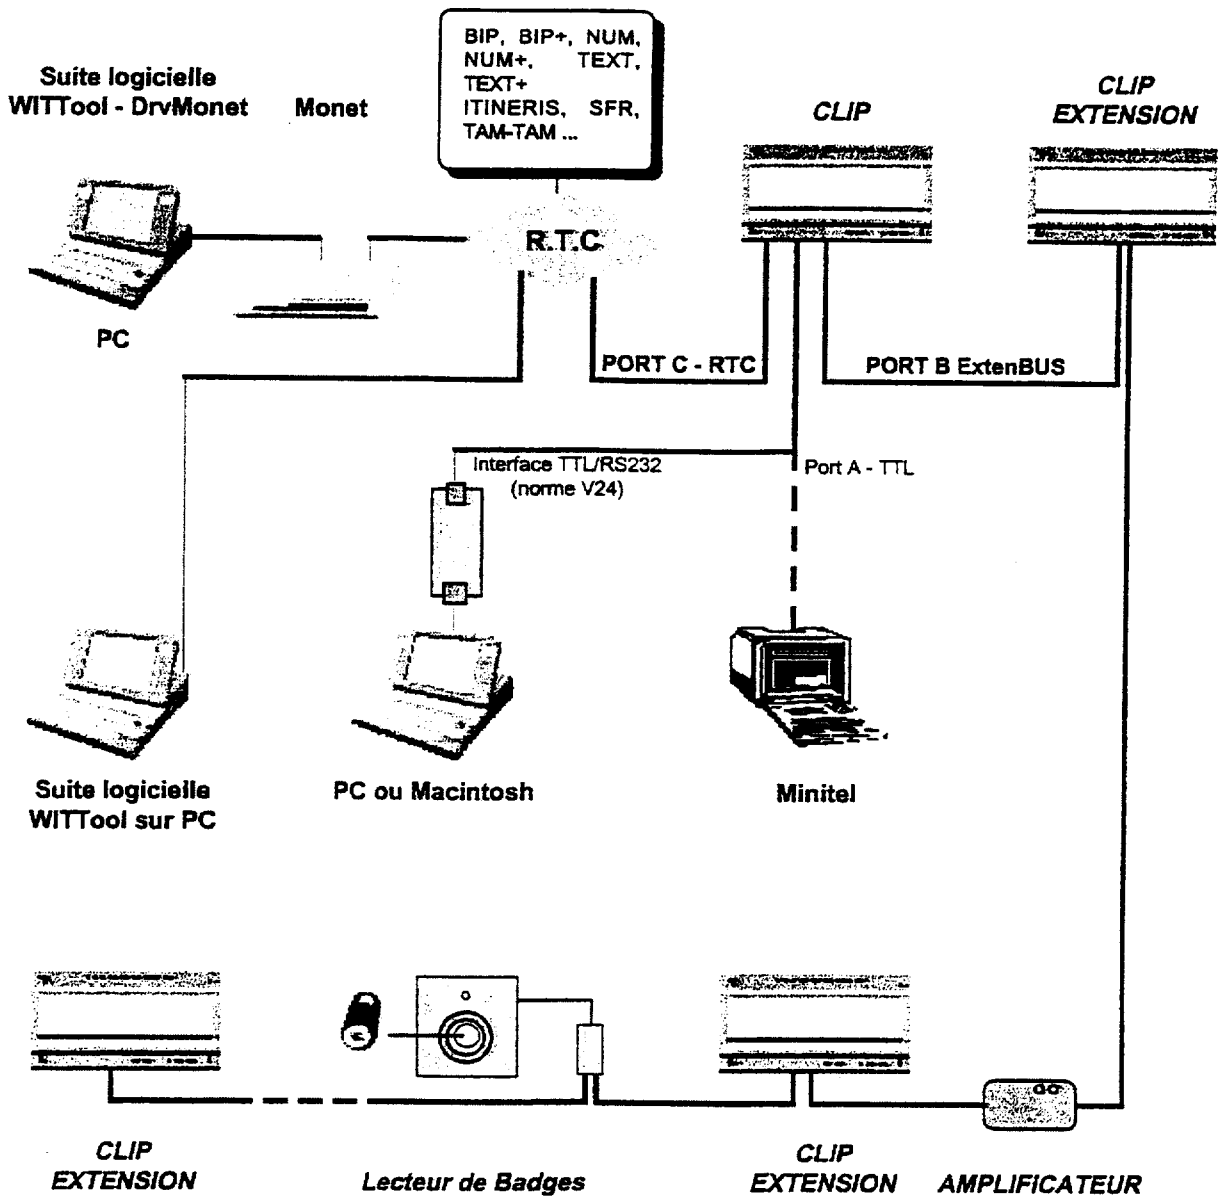 BIP, BIP+, NUM,
NUM+, TEXT,
TEXT+
ITINERIS, SFR,
TAM-TAM ...
Suite logicielle
WITTool - DrvMonet
Monet
CLIP
CLIP
EXTENSION
R.T.C
PC
PORT C - RTC
PORT B ExtenBUS
Interface TTL/RS232
(norme V24)
Port A - TTL
Suite logicielle
WITTool sur PC
PC ou Macintosh
Minitel
CLIP
EXTENSION
Lecteur de Badges
CLIP
EXTENSION
AMPLIFICATEUR